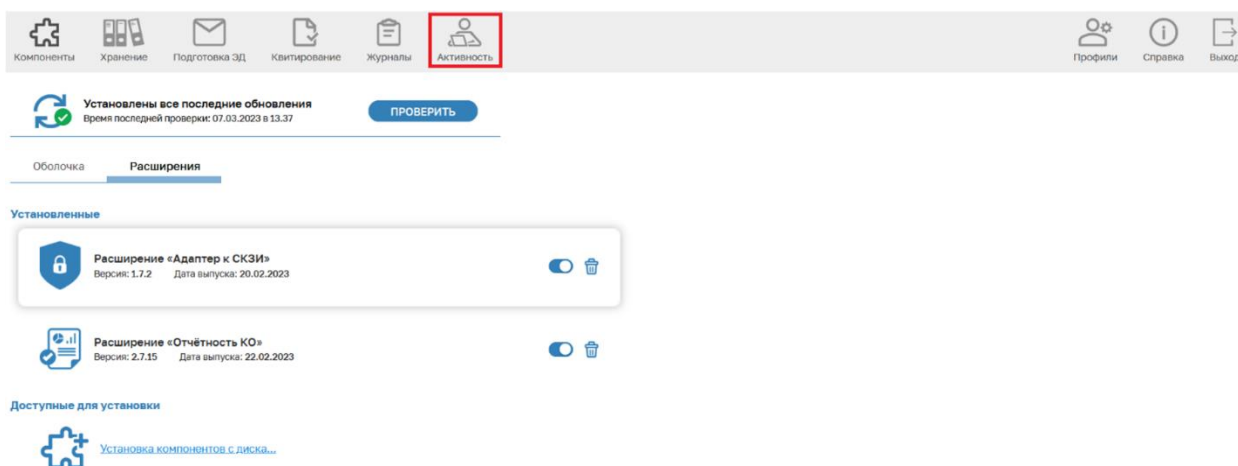 Компоненты Хранение Подготовка ЭД Квитирование Журналы Активность Профили Справка Выход
Установлены все последние обновления
Время последней проверки: 07.03.2023 в 13.37
ПРОВЕРИТЬ
Оболочка Расширения
Установленные
Расширение «Адаптер к СКЗИ»
Версия: 1.7.2 Дата выпуска: 20.02.2023
Расширение «Отчётность КО»
Версия: 2.7.15 Дата выпуска: 22.02.2023
Доступные для установки
Установка компонентов с диска...